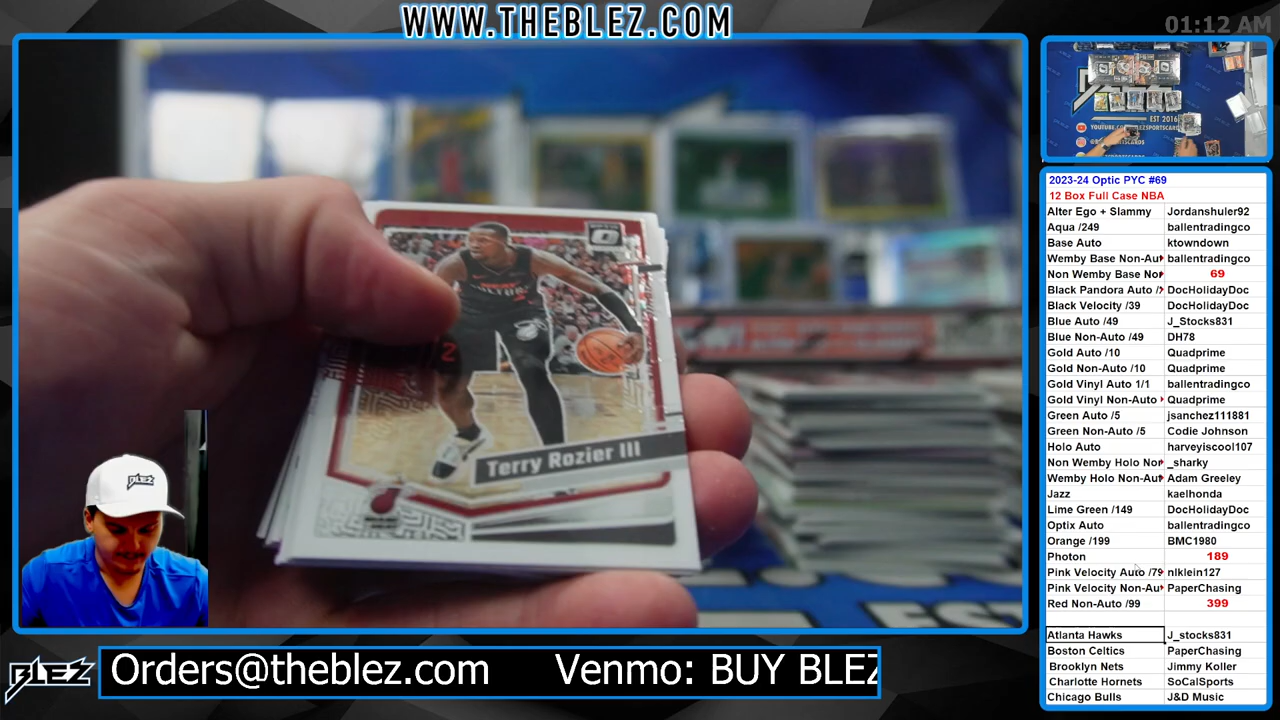 WWW.THEBLEZ.COM
01:12 AM
EST 2016
Terry Rozier III
BLEZ
2023-24 Optic PYC #69
12 Box Full Case NBA
Alter Ego + Slammy Jordanshuler92
Aqua /249 ballentradingco
Base Auto ktowndown
Wemby Base Non-Au ballentradingco
Non Wemby Base Nor 69
Black Pandora Auto / DocHolidayDoc
Black Velocity /39 DocHolidayDoc
Blue Auto /49 J_Stocks831
Blue Non-Auto /49 DH78
Gold Auto /10 Quadprime
Gold Non-Auto /10 Quadprime
Gold Vinyl Auto 1/1 ballentradingco
Gold Vinyl Non-Auto Quadprime
Green Auto /5 jsanchez111881
Green Non-Auto /5 Codie Johnson
Holo Auto harveyiscool107
Non Wemby Holo Nor _sharky
Wemby Holo Non-Aut Adam Greeley
Jazz kaelhonda
Lime Green /149 DocHolidayDoc
Optix Auto ballentradingco
Orange /199 BMC1980
Photon 189
Pink Velocity Auto /79 nlklein127
Pink Velocity Non-Au PaperChasing
Red Non-Auto /99 399
Atlanta Hawks J_stocks831
Boston Celtics PaperChasing
Brooklyn Nets Jimmy Koller
Charlotte Hornets SoCalSports
Chicago Bulls J&D Music
BLEZ
Orders@theblez.com Venmo: BUY BLEZ